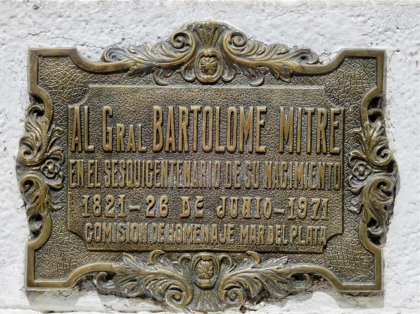 AL GRAL BARTOLOME MITRE
EN EL SESQUICENTENARIO DE SU NACIMIENTO
1821-26 DE JUNIO-1971
COMISION DE HOMENAJE MAR DEL PLATA